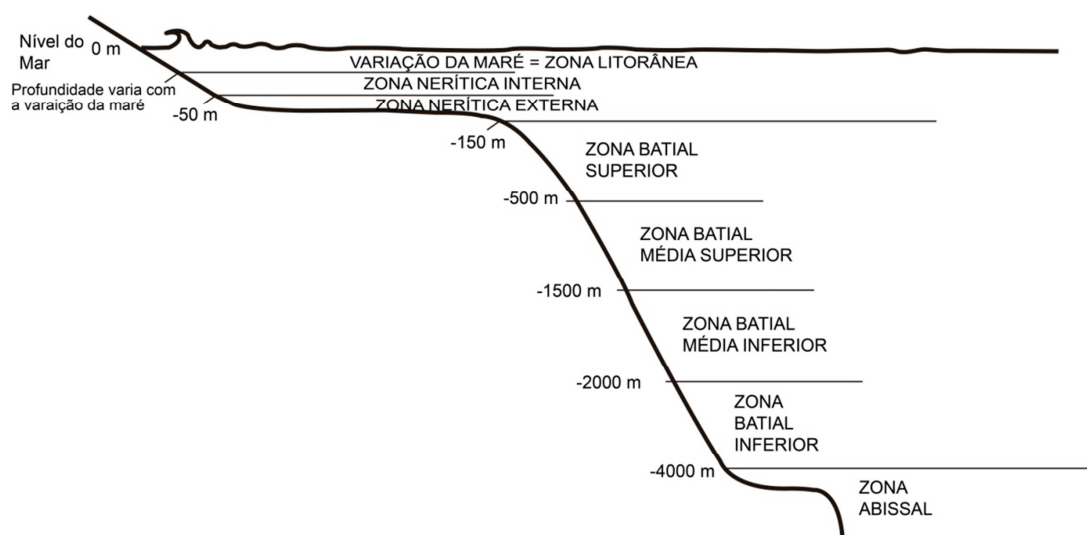 Nível do
Mar
0 m
VARIAÇÃO DA MARÉ = ZONA LITORÂNEA
ZONA NERÍTICA INTERNA
Profundidade varia com
a varaição da maré
ZONA NERÍTICA EXTERNA
-50 m
-150 m
ZONA BATIAL
SUPERIOR
-500 m
ZONA BATIAL
MÉDIA SUPERIOR
-1500 m
ZONA BATIAL
MÉDIA INFERIOR
-2000 m
ZONA
BATIAL
INFERIOR
-4000 m
ZONA
ABISSAL